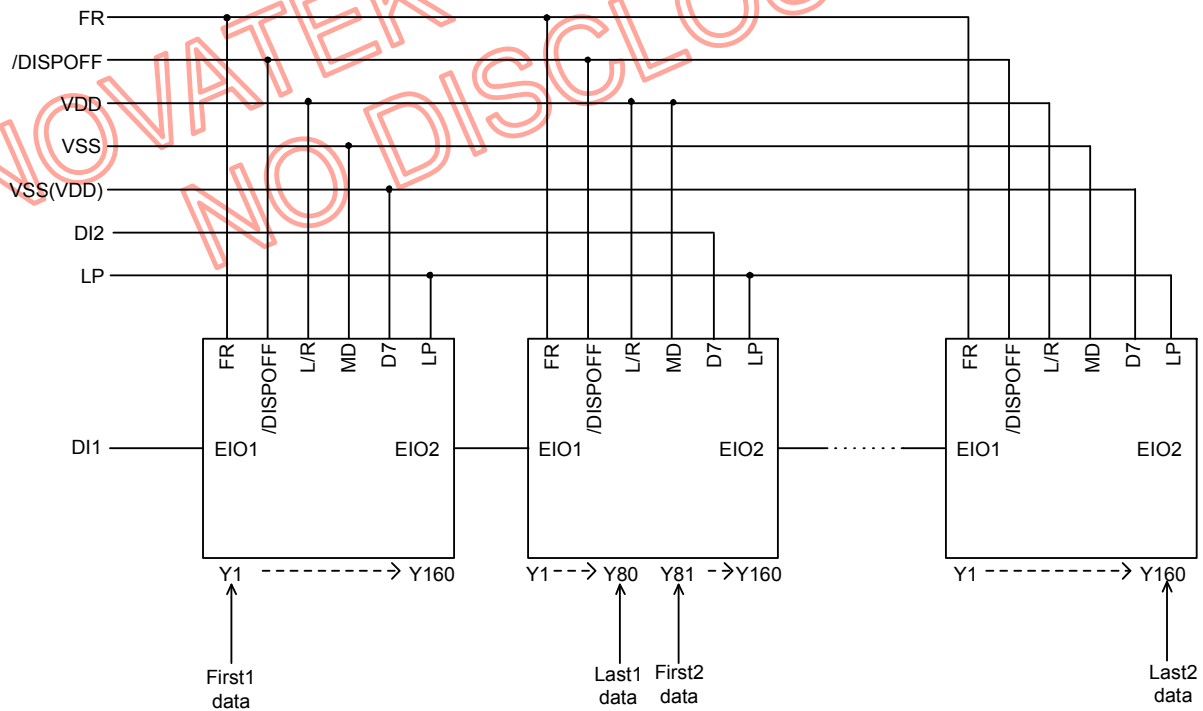 NOVATEK
NO DISCLO
FR
/DISPOFF
VDD
VSS
VSS(VDD)
DI2
LP
FR
/DISPOFF
L/R
MD
D7
LP
FR
/DISPOFF
L/R
MD
D7
LP
FR
/DISPOFF
L/R
MD
D7
LP
DI1
EIO1
EIO2
EIO1
EIO2
EIO1
EIO2
Y1
Y160
Y1
Y80
Y81
Y160
Y1
Y160
First1
data
Last1
data
First2
data
Last2
data